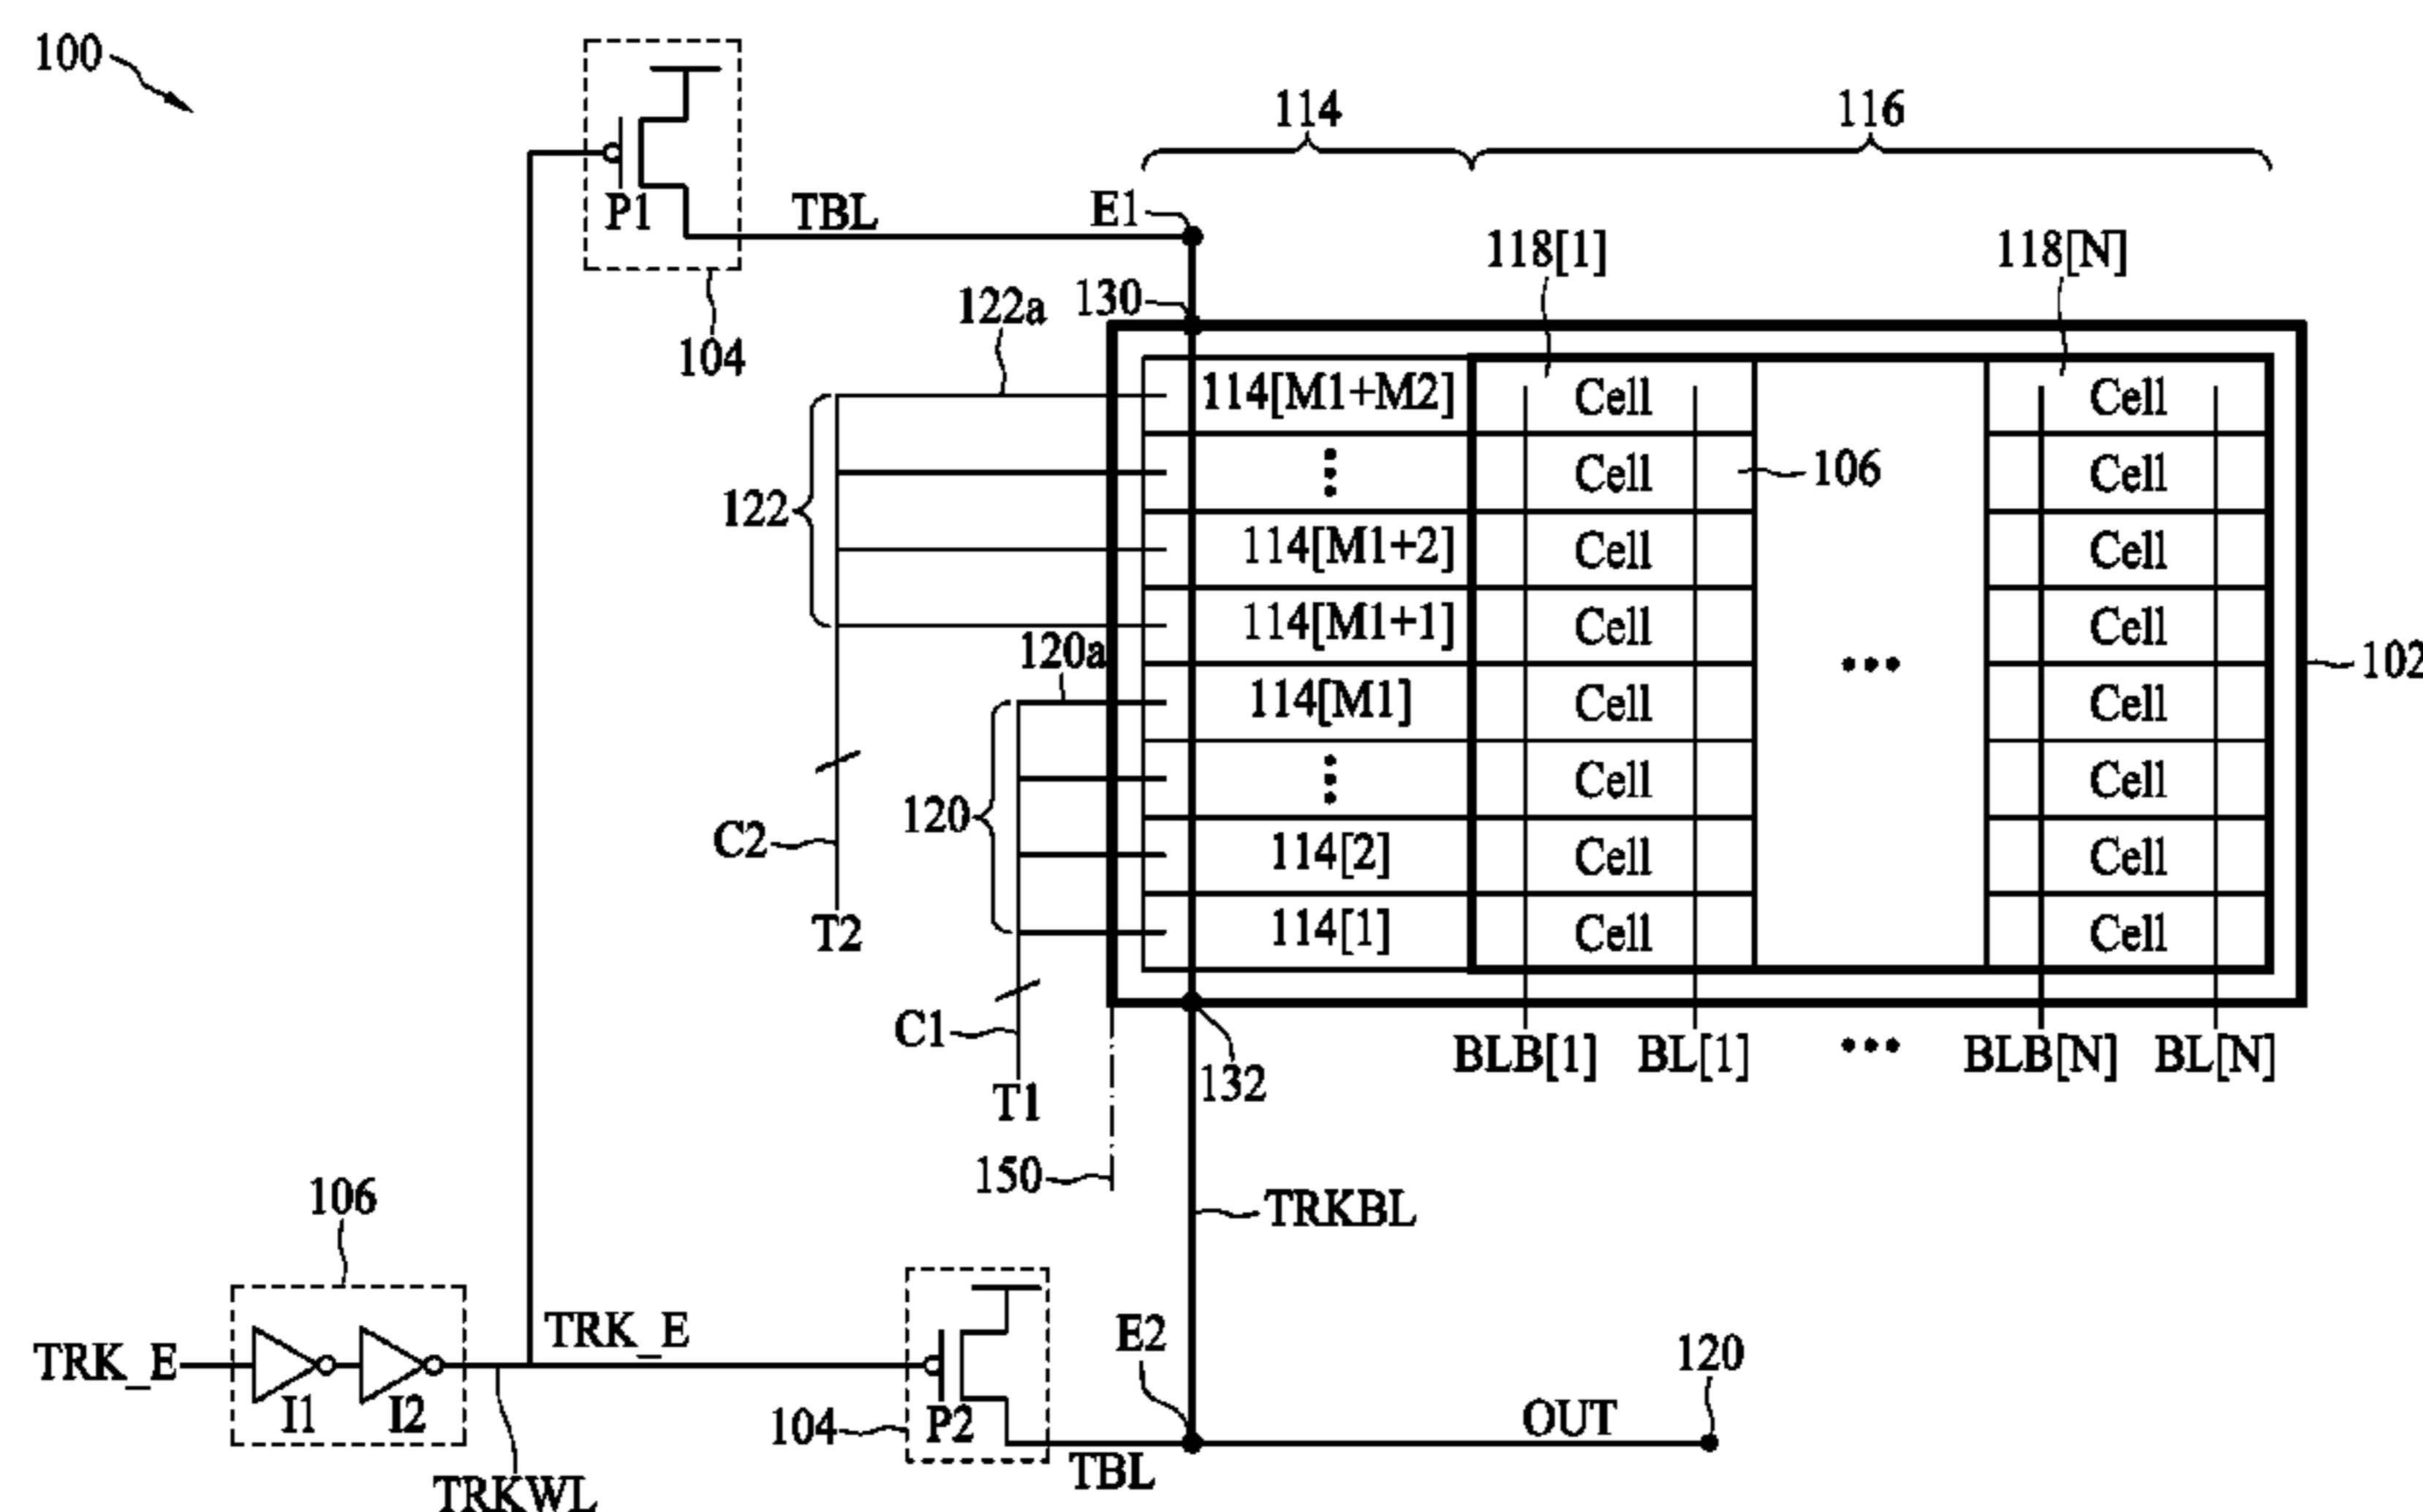 100
114
116
P1
TBL
E1
118[1]
118[N]
130
122a
104
114[M1+M2]
Cell
Cell
Cell
106
Cell
122
114[M1+2]
Cell
Cell
114[M1+1]
Cell
Cell
120a
102
114[M1]
Cell
•••
Cell
Cell
Cell
120
C2
114[2]
Cell
Cell
T2
114[1]
Cell
Cell
C1
BLB[1]
BL[1]
•••
BLB[N]
BL[N]
T1
132
150
106
TRKBL
TRK_E
TRK_E
E2
120
I1
I2
104
P2
OUT
TBL
TRKWL